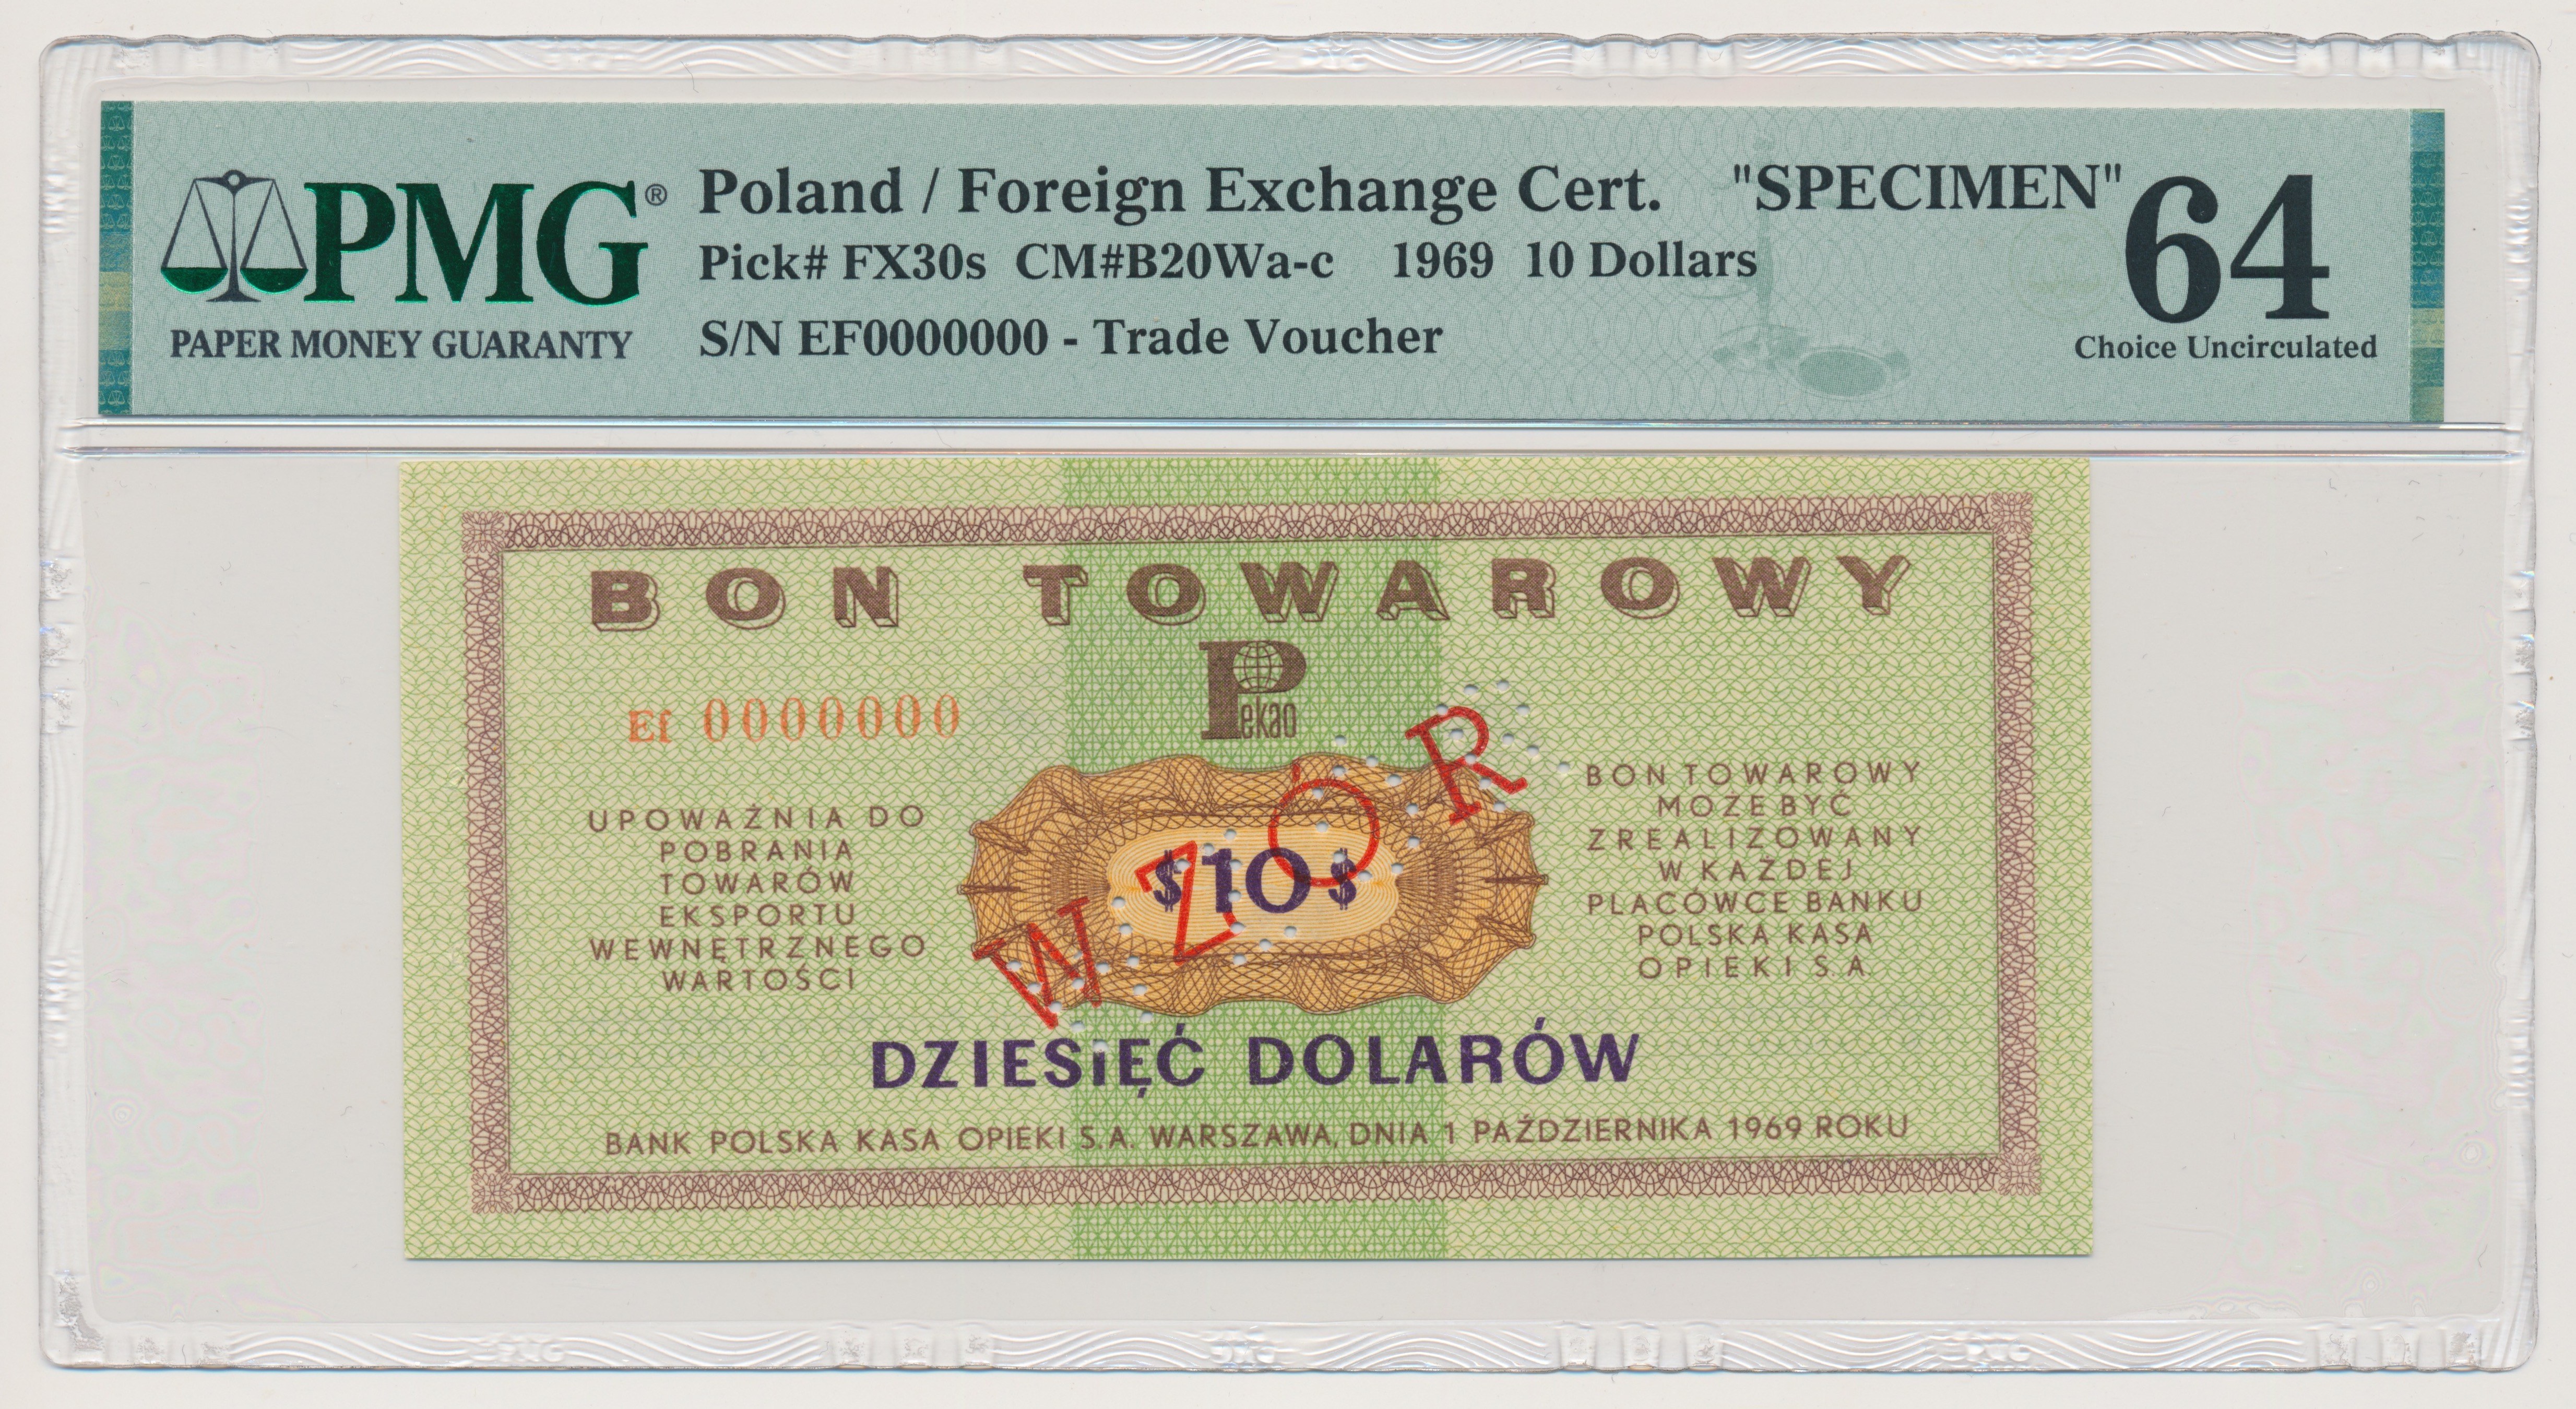 PMG®
PAPER MONEY GUARANTY
Poland / Foreign Exchange Cert. "SPECIMEN"
Pick# FX30s CM#B20Wa-c 1969 10 Dollars
S/N EF0000000 - Trade Voucher
64
Choice Uncirculated
BON TOWAROWY
Pekao
Ef 0000000
UPOWAŻNIA DO
POBRANIA
TOWARÓW
EKSPORTU
WEWNĘTRZNEGO
WARTOŚCI
$10$
WZÓR
BON TOWAROWY
MOŻE BYĆ
ZREALIZOWANY
W KAŻDEJ
PLACÓWCE BANKU
POLSKA KASA
OPIEKI S.A.
DZIESIĘĆ DOLARÓW
BANK POLSKA KASA OPIEKI S.A. WARSZAWA, DNIA 1 PAŹDZIERNIKA 1969 ROKU